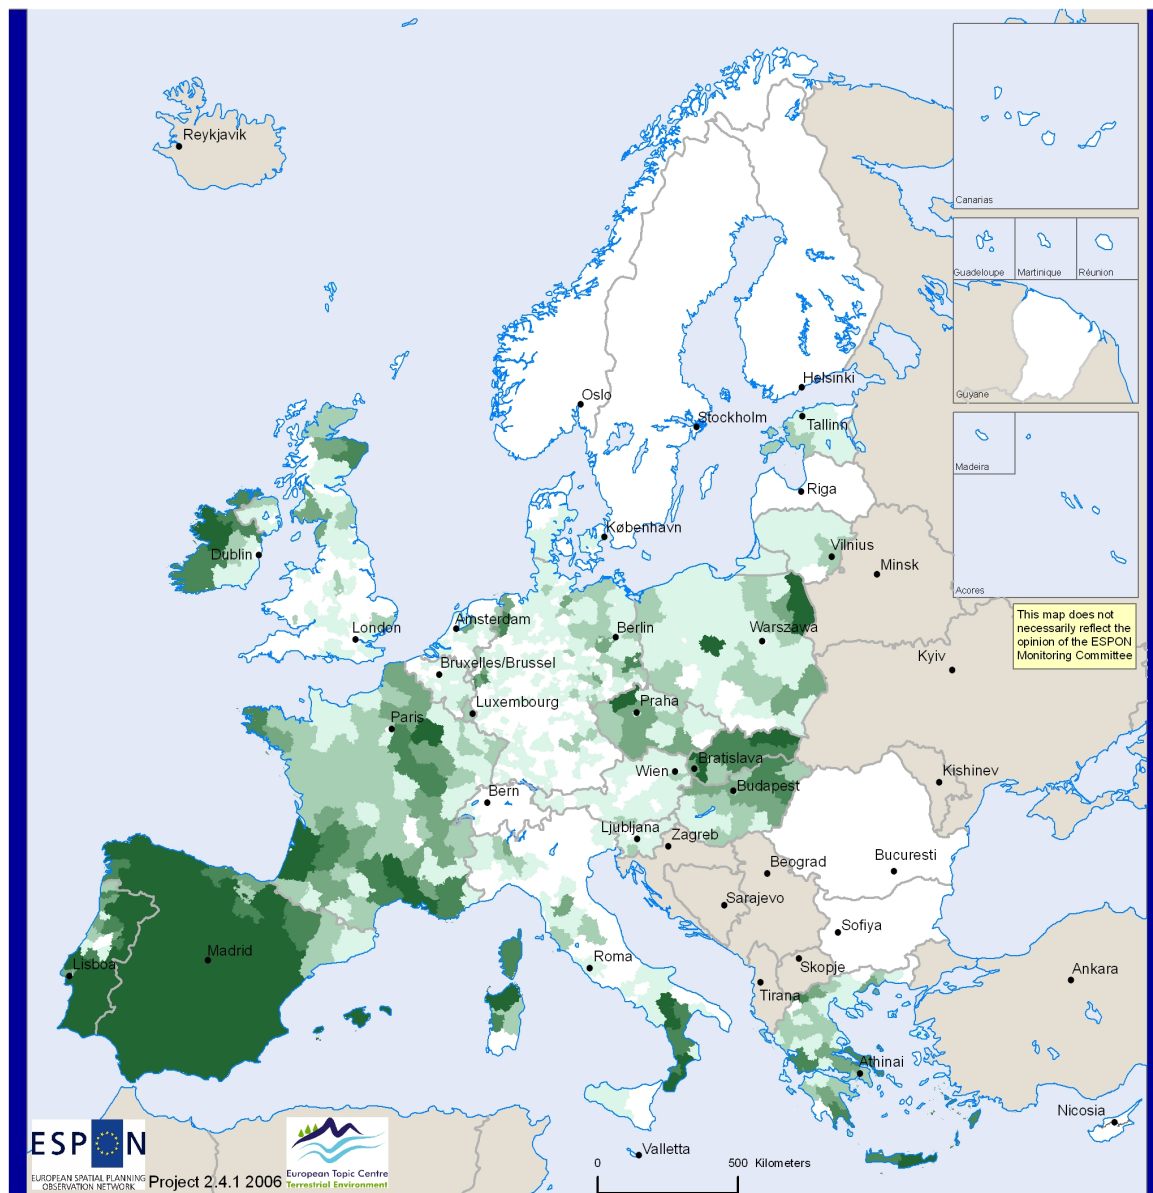 Reykjavik
Canarias
Guadeloupe
Martinique
Réunion
Guyane
Madeira
Acores
This map does not
necessarily reflect the
opinion of the ESPON
Monitoring Committee
Oslo
Helsinki
Stockholm
Tallinn
Riga
København
Vilnius
Minsk
Dublin
London
Amsterdam
Berlin
Warszawa
Kyiv
Bruxelles/Brussel
Luxembourg
Praha
Paris
Wien
Bratislava
Budapest
Kishinev
Bern
Ljubljana
Zagreb
Beograd
Bucuresti
Sarajevo
Sofiya
Madrid
Lisboa
Roma
Skopje
Tirana
Ankara
Athinai
Nicosia
Valletta
0 500 Kilometers
ESPON
EUROPEAN SPATIAL PLANNING
OBSERVATION NETWORK
Project 2.4.1 2006
European Topic Centre
Terrestrial Environment